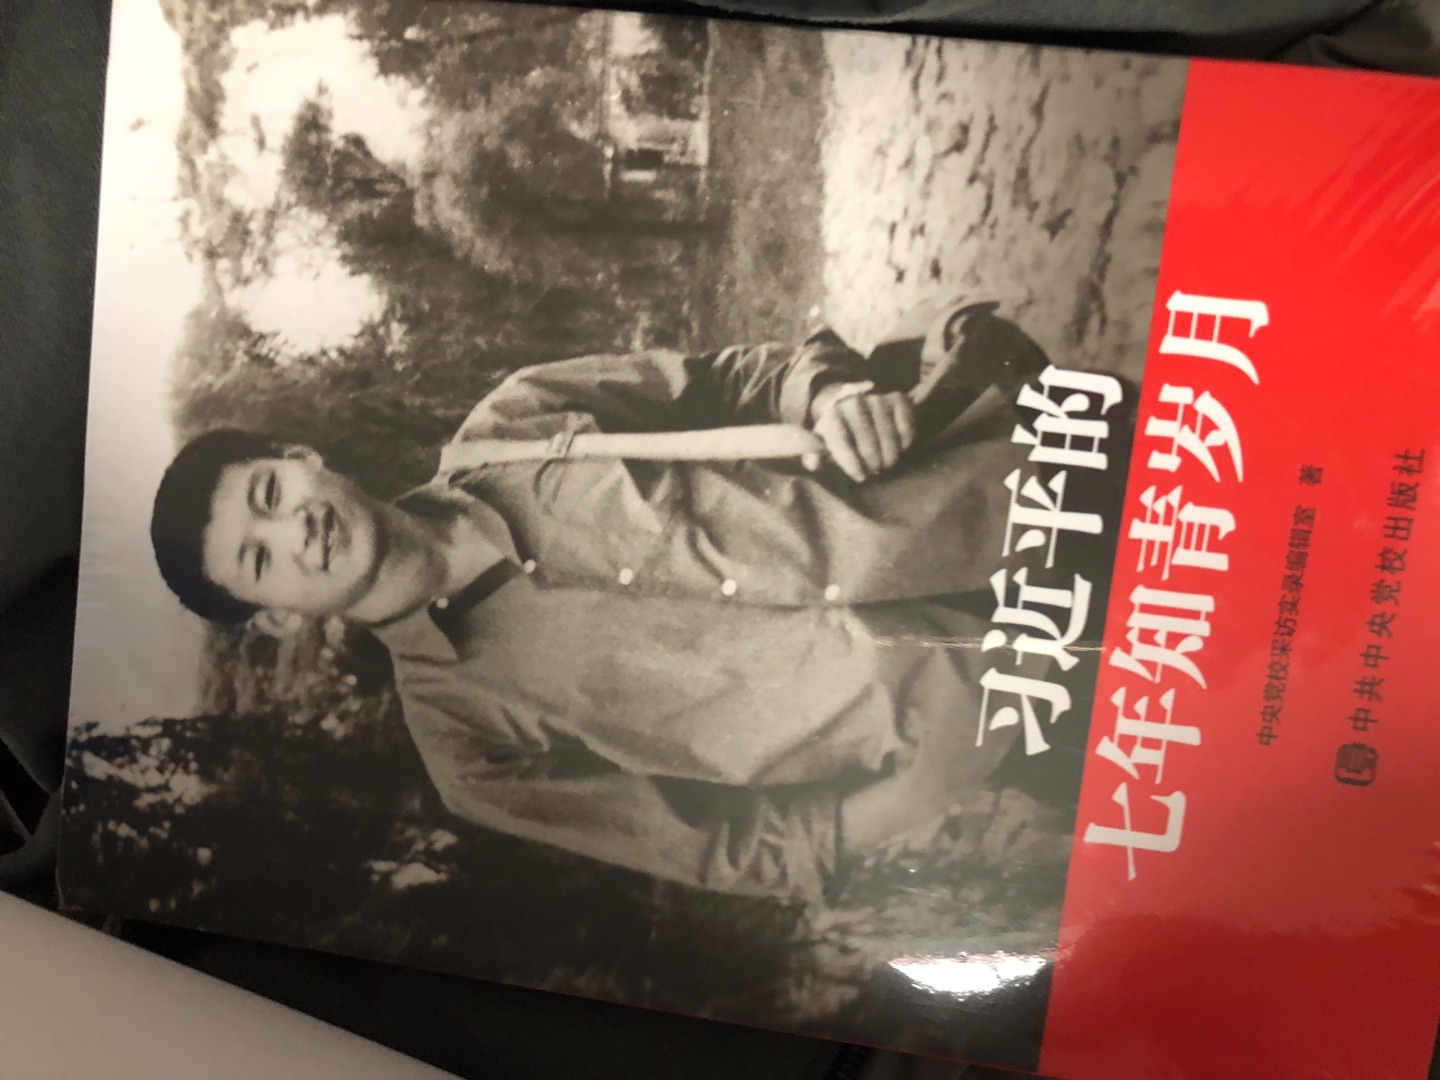 习近平的
七年知青岁月
中央党校采访实录编辑室 著
中共中央党校出版社